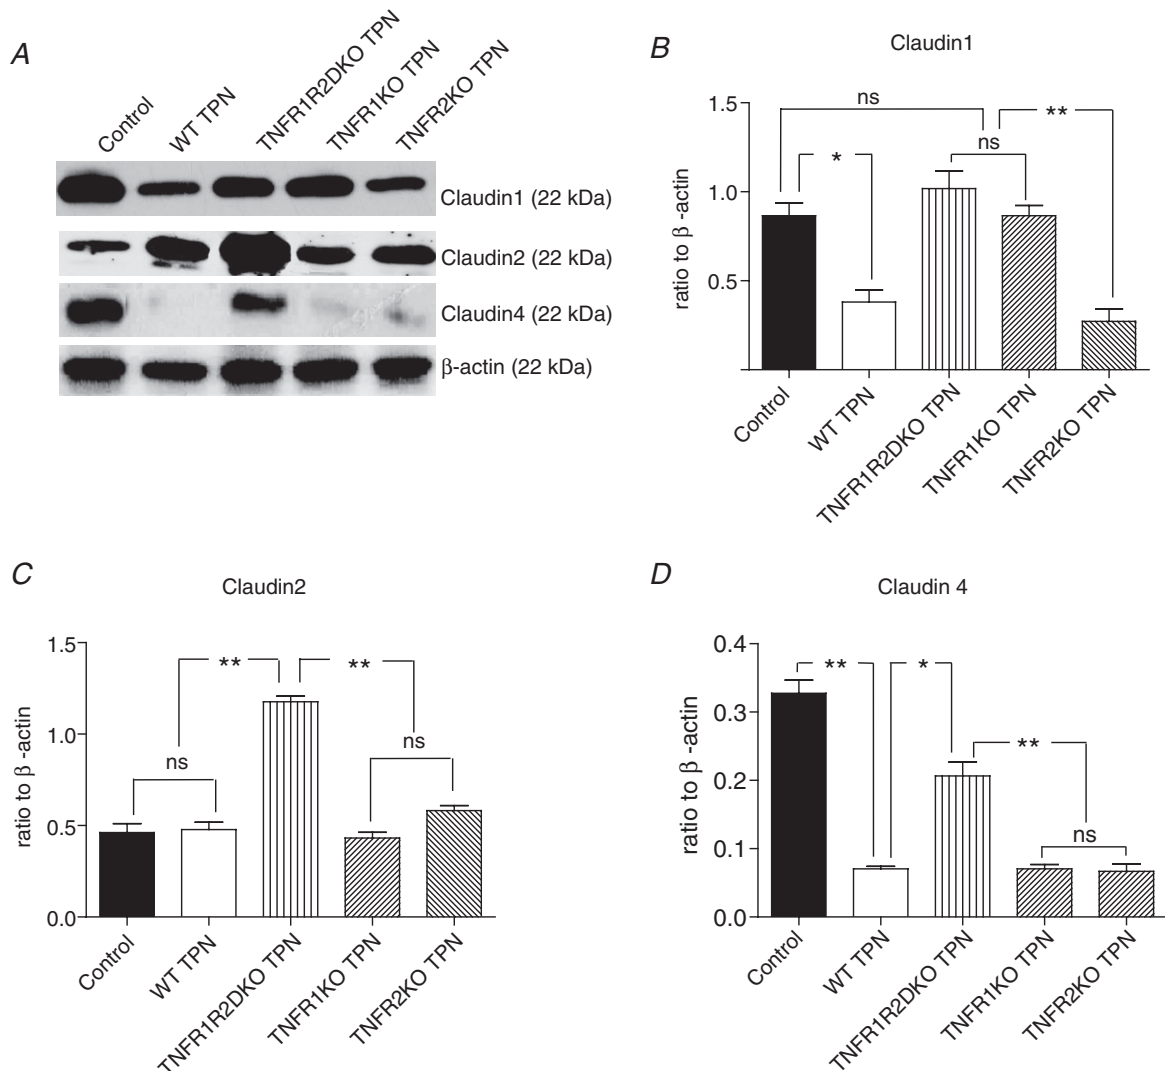 A
Control
WT TPN
TNFR1R2DKO TPN
TNFR1KO TPN
TNFR2KO TPN
Claudin1 (22 kDa)
Claudin2 (22 kDa)
Claudin4 (22 kDa)
β-actin (22 kDa)
B
Claudin1
ratio to β -actin
1.5
1.0
0.5
ns
**
*
ns
Control
WT TPN
TNFR1R2DKO TPN
TNFR1KO TPN
TNFR2KO TPN
C
Claudin2
ratio to β -actin
1.5
1.0
0.5
0.0
**
**
ns
ns
Control
WT TPN
TNFR1R2DKO TPN
TNFR1KO TPN
TNFR2KO TPN
D
Claudin 4
ratio to β -actin
0.4
0.3
0.2
0.1
0.0
**
*
**
ns
Control
WT TPN
TNFR1R2DKO TPN
TNFR1KO TPN
TNFR2KO TPN